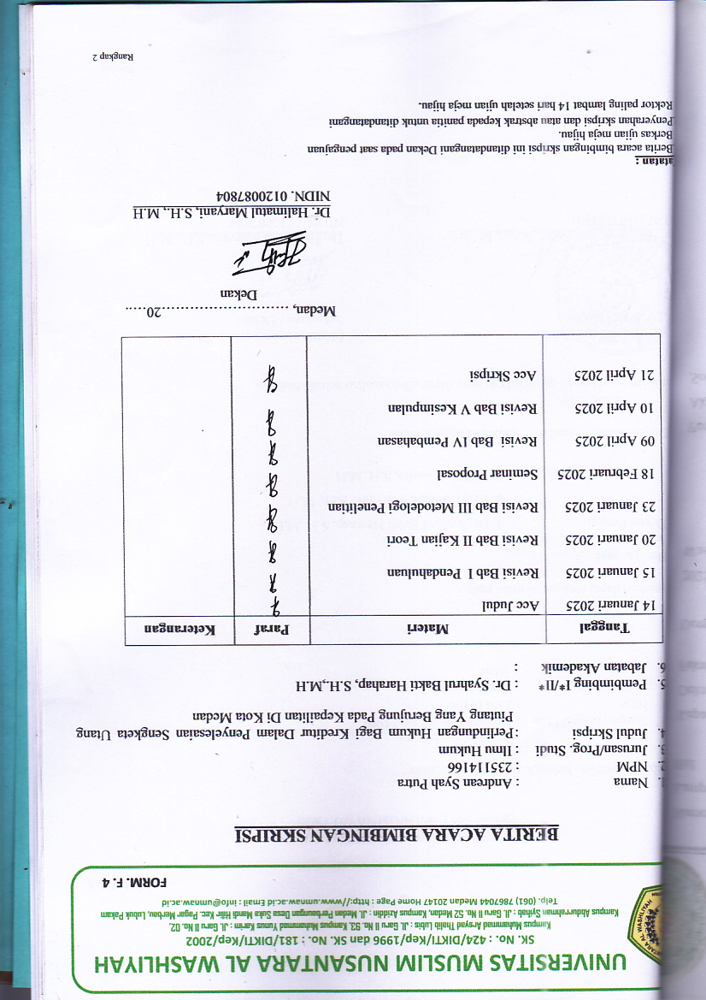 UNIVERSITAS MUSLIM NUSANTARA AL WASHLIYAH
SK. No. : 424/DIKTI/Kep/1996 dan SK. No. : 181/DIKTI/Kep/2002
Kampus Muhammad Arsyad Thalib Lubis : Jl. Garu II No. 93, Kampus Muhammad Yunus Karim : Jl. Garu II No. 02,
Kampus Abdurrahman Syihab : Jl. Garu II No. 52 Medan, Kampus Aziddin : Jl. Medan Perbaungan Desa Suka Mandi Hilir Kec. Pagar Merbau, Lubuk Pakam
Telp. (061) 7867044 Medan 20147 Home Page : http://www.umnaw.ac.id Email : info@umnaw.ac.id
FORM. F. 4
BERITA ACARA BIMBINGAN SKRIPSI
. Nama : Andrean Syah Putra
2. NPM : 235114166
3. Jurusan/Prog. Studi : Ilmu Hukum
4. Judul Skripsi : Perlindungan Hukum Bagi Kreditur Dalam Penyelesaian Sengketa Utang
Piutang Yang Berujung Pada Kepailitan Di Kota Medan
5. Pembimbing I*/II* : Dr. Syahrul Bakti Harahap, S.H.,M.H
6. Jabatan Akademik :
Tanggal Materi Paraf Keterangan
14 Januari 2025 Acc Judul
15 Januari 2025 Revisi Bab I Pendahuluan
20 Januari 2025 Revisi Bab II Kajian Teori
23 Januari 2025 Revisi Bab III Metodelogi Penelitian
18 Februari 2025 Seminar Proposal
09 April 2025 Revisi Bab IV Pembahasan
10 April 2025 Revisi Bab V Kesimpulan
21 April 2025 Acc Skripsi
Medan, ............................20.....
Dekan
Dr. Halimatul Maryani, S.H., M.H
NIDN. 0120087804
atatan :
Berita acara bimbingan skripsi ini ditandatangani Dekan pada saat pengajuan
Berkas ujian meja hijau.
Penyerahan skripsi dan atau abstrak kepada panitia untuk ditandatangani
Rektor paling lambat 14 hari setelah ujian meja hijau.
Rangkap 2